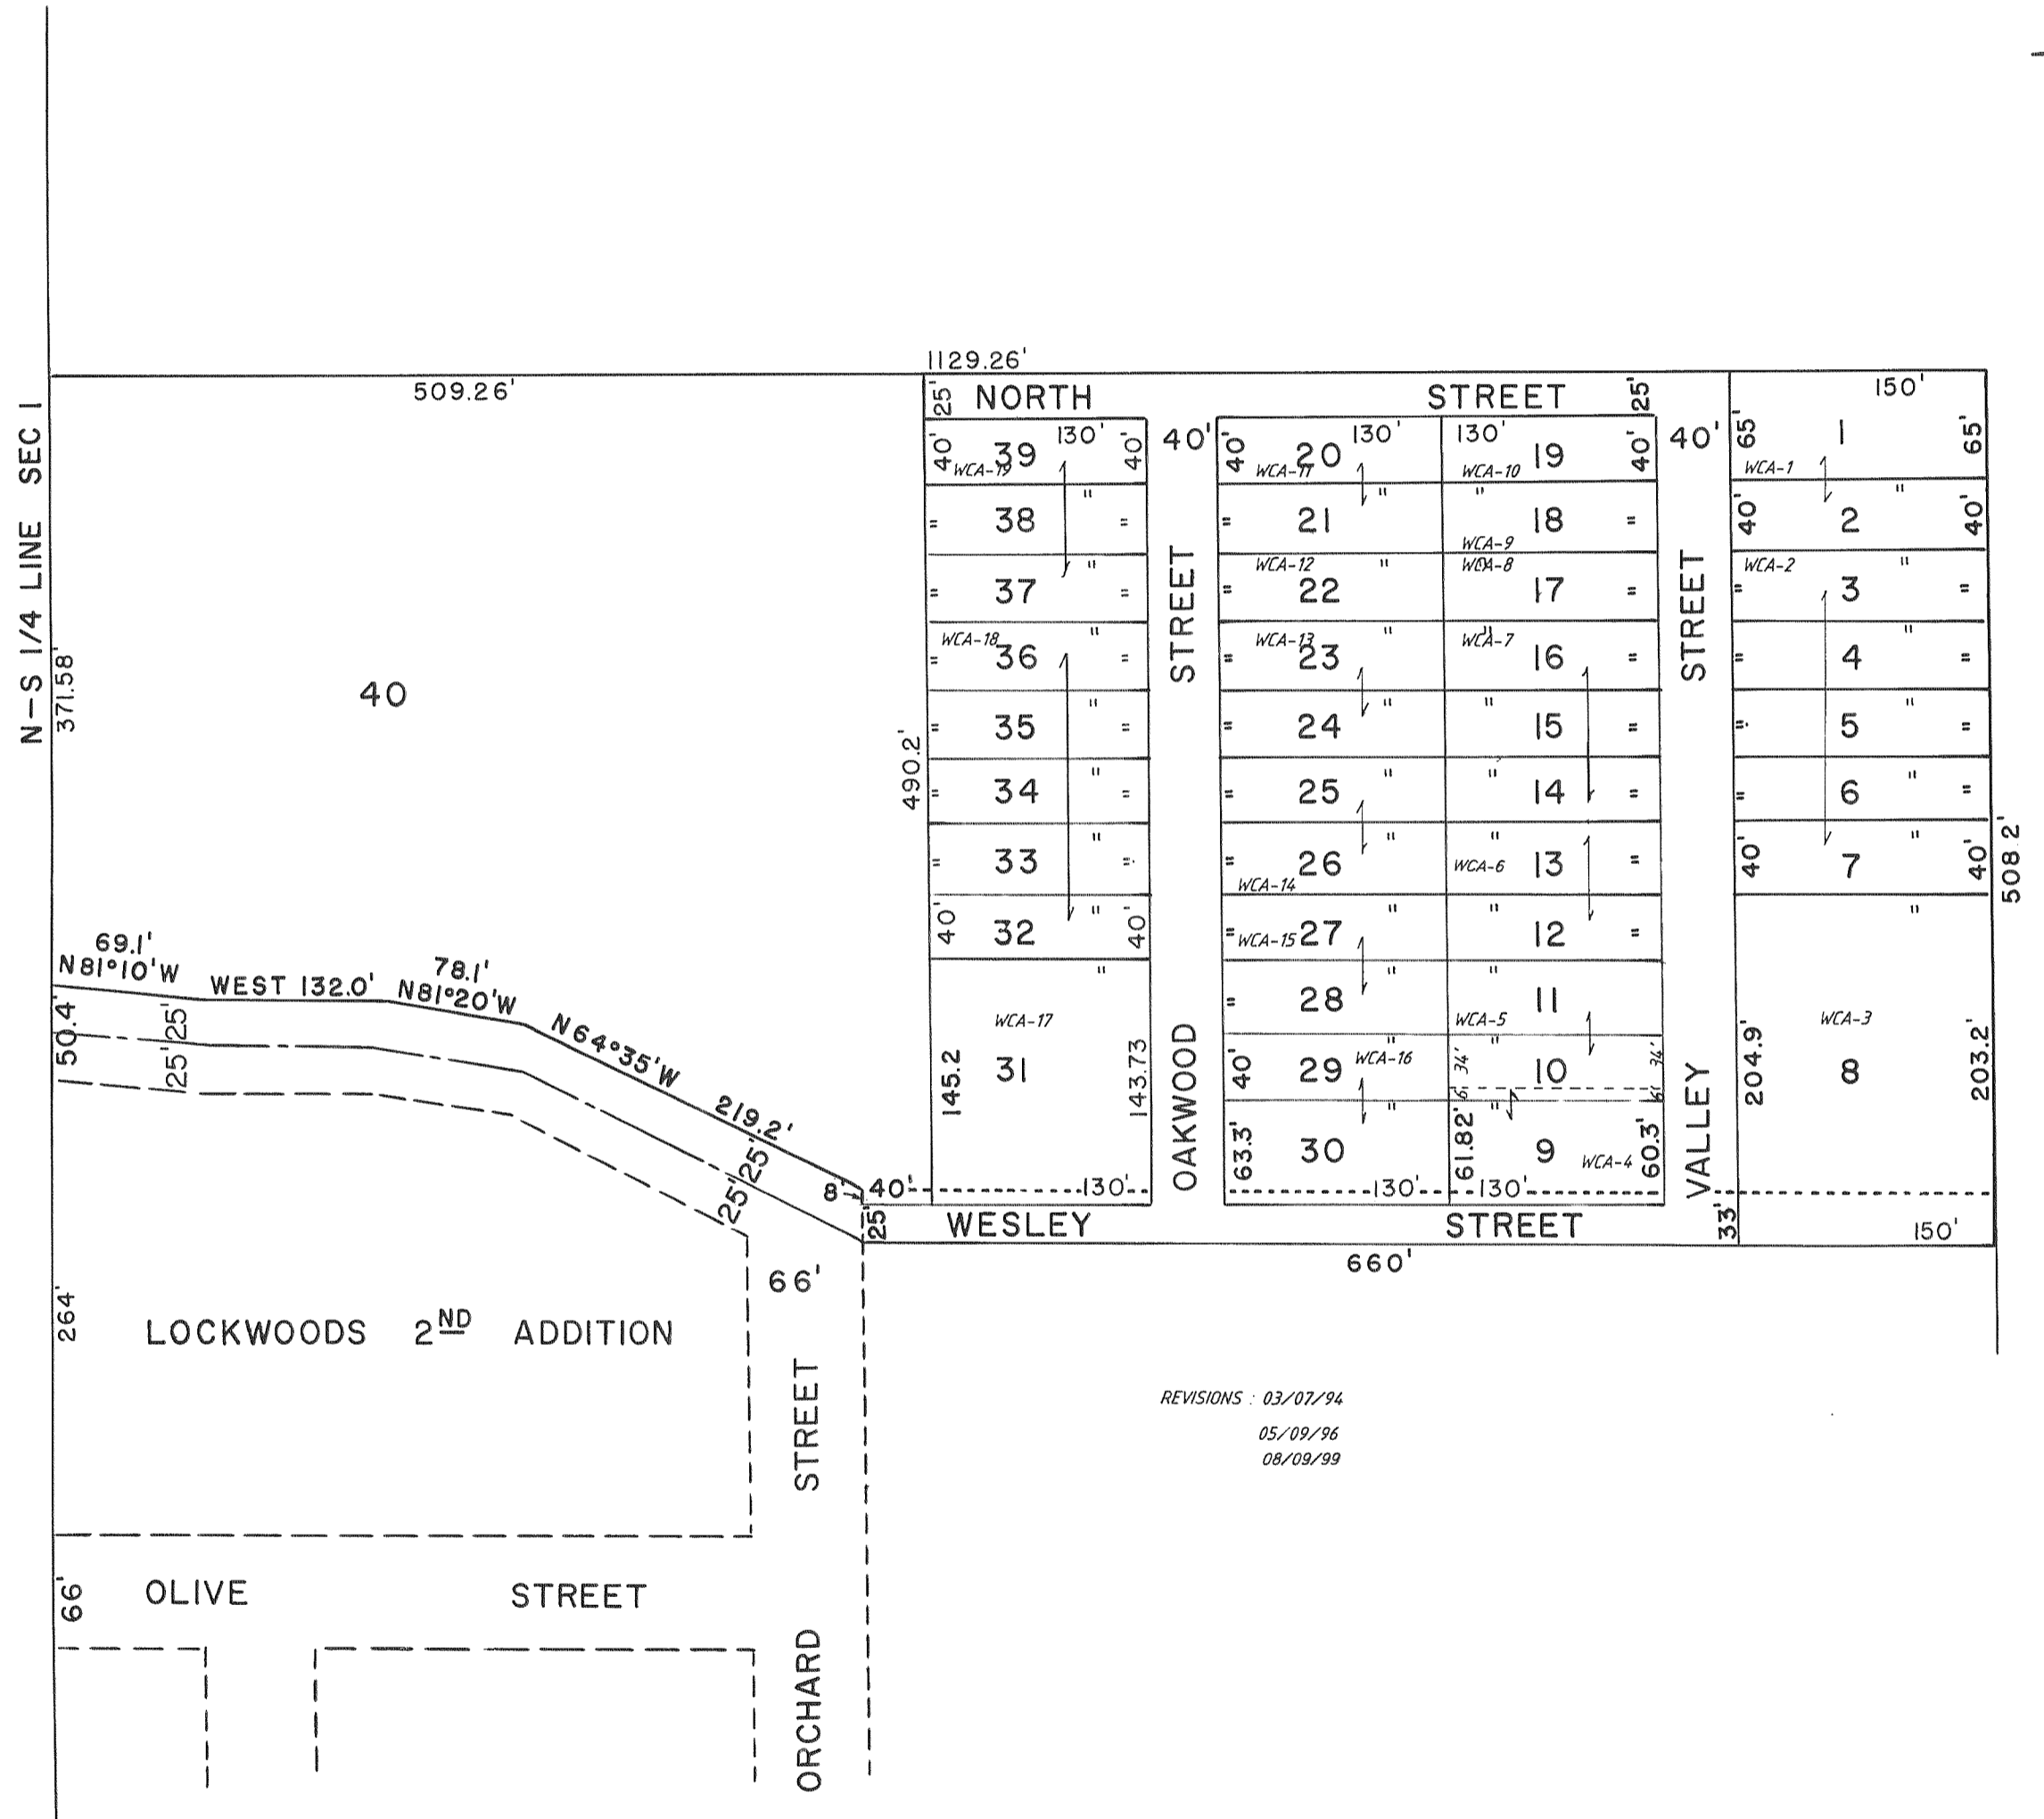 1129.26'
509.26'
25' NORTH STREET 25' 150'
N-S 1/4 LINE SEC 1
371.58'
40
490.2'
40' 39 130' 40'
WCA-19
38 "
= =
37 "
= =
WCA-18 36 "
= =
35 "
= =
34 "
= =
33 "
= =
40' 32 " 40'
"
WCA-17
145.2 31 143.73
40' 130'
40'
OAKWOOD STREET
40' 20 130'
WCA-11
21 "
=
WCA-12 22 "
=
WCA-13 23 "
=
24 "
=
25 "
=
26 "
=
WCA-14
27 "
= WCA-15
28 "
=
40' 29 WCA-16 "
63.3' 30 "
130'
130' 19 40'
WCA-10
" 18 =
WCA-9
WCA-8 17 =
" WCA-7 16 =
" 15 =
" 14 =
" WCA-6 13 =
" 12 =
" 11
WCA-5
" 34' 10 34'
6' 6'
" 61.82' 9 WCA-4 60.3'
130'
40'
VALLEY STREET
65' 1 65'
WCA-1
40' 2 " 40'
WCA-2 3 "
= =
4 "
= =
5 "
= =
6 "
= =
40' 7 " 40'
"
WCA-3
204.9' 8 203.2'
508.2'
33' 150'
WESLEY STREET
660'
69.1'
N81°10'W
WEST 132.0'
78.1'
N81°20'W
N64°35'W 219.2'
50.4'
25' 25'
25' 25'
8'
25'
66'
264'
LOCKWOODS 2ND ADDITION
ORCHARD STREET
66'
OLIVE STREET
REVISIONS : 03/07/94
05/09/96
08/09/99